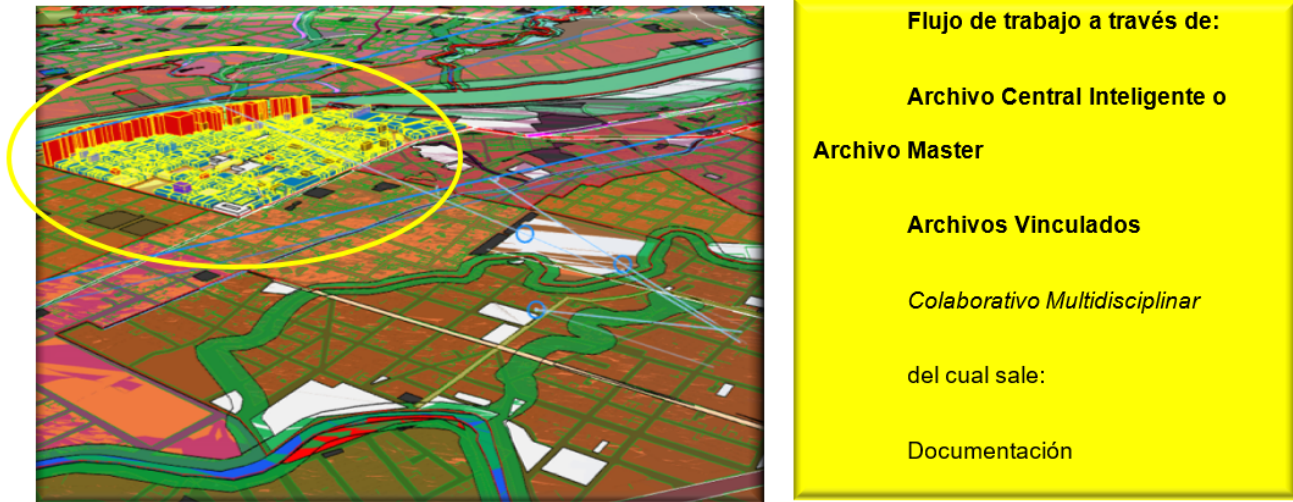 Flujo de trabajo a través de:
Archivo Central Inteligente o
Archivo Master
Archivos Vinculados
Colaborativo Multidisciplinar
del cual sale:
Documentación